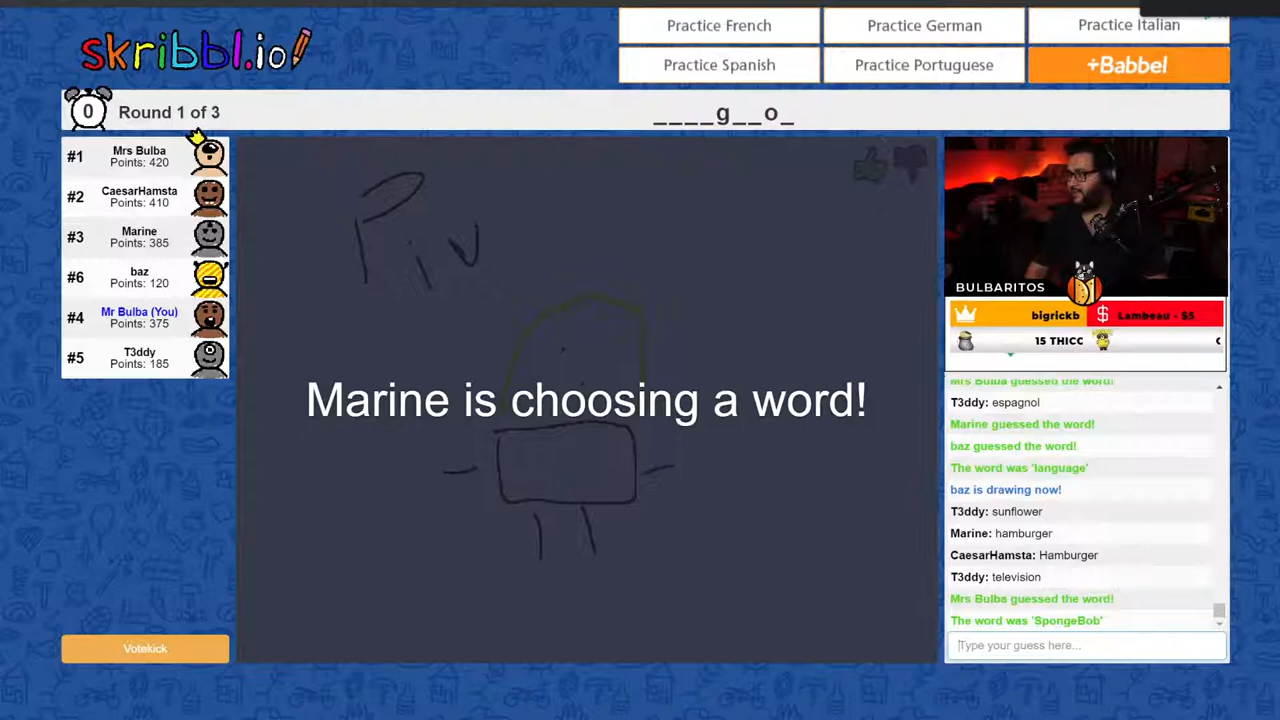 Practice French
Practice German
Practice Italian
skribbl.io
Practice Spanish
Practice Portuguese
+Babbel
0
Round 1 of 3
____g__o_
#1
Mrs Bulba
Points: 420
#2
CaesarHamsta
Points: 410
#3
Marine
Points: 385
#6
baz
Points: 120
#4
Mr Bulba (You)
Points: 375
#5
T3ddy
Points: 185
Votekick
Marine is choosing a word!
BULBARITOS
bigrickb
$
Lambeau - $5
15 THICC
Mrs Bulba guessed the word!
T3ddy: espagnol
Marine guessed the word!
baz guessed the word!
The word was 'language'
baz is drawing now!
T3ddy: sunflower
Marine: hamburger
CaesarHamsta: Hamburger
T3ddy: television
Mrs Bulba guessed the word!
The word was 'SpongeBob'
Type your guess here...